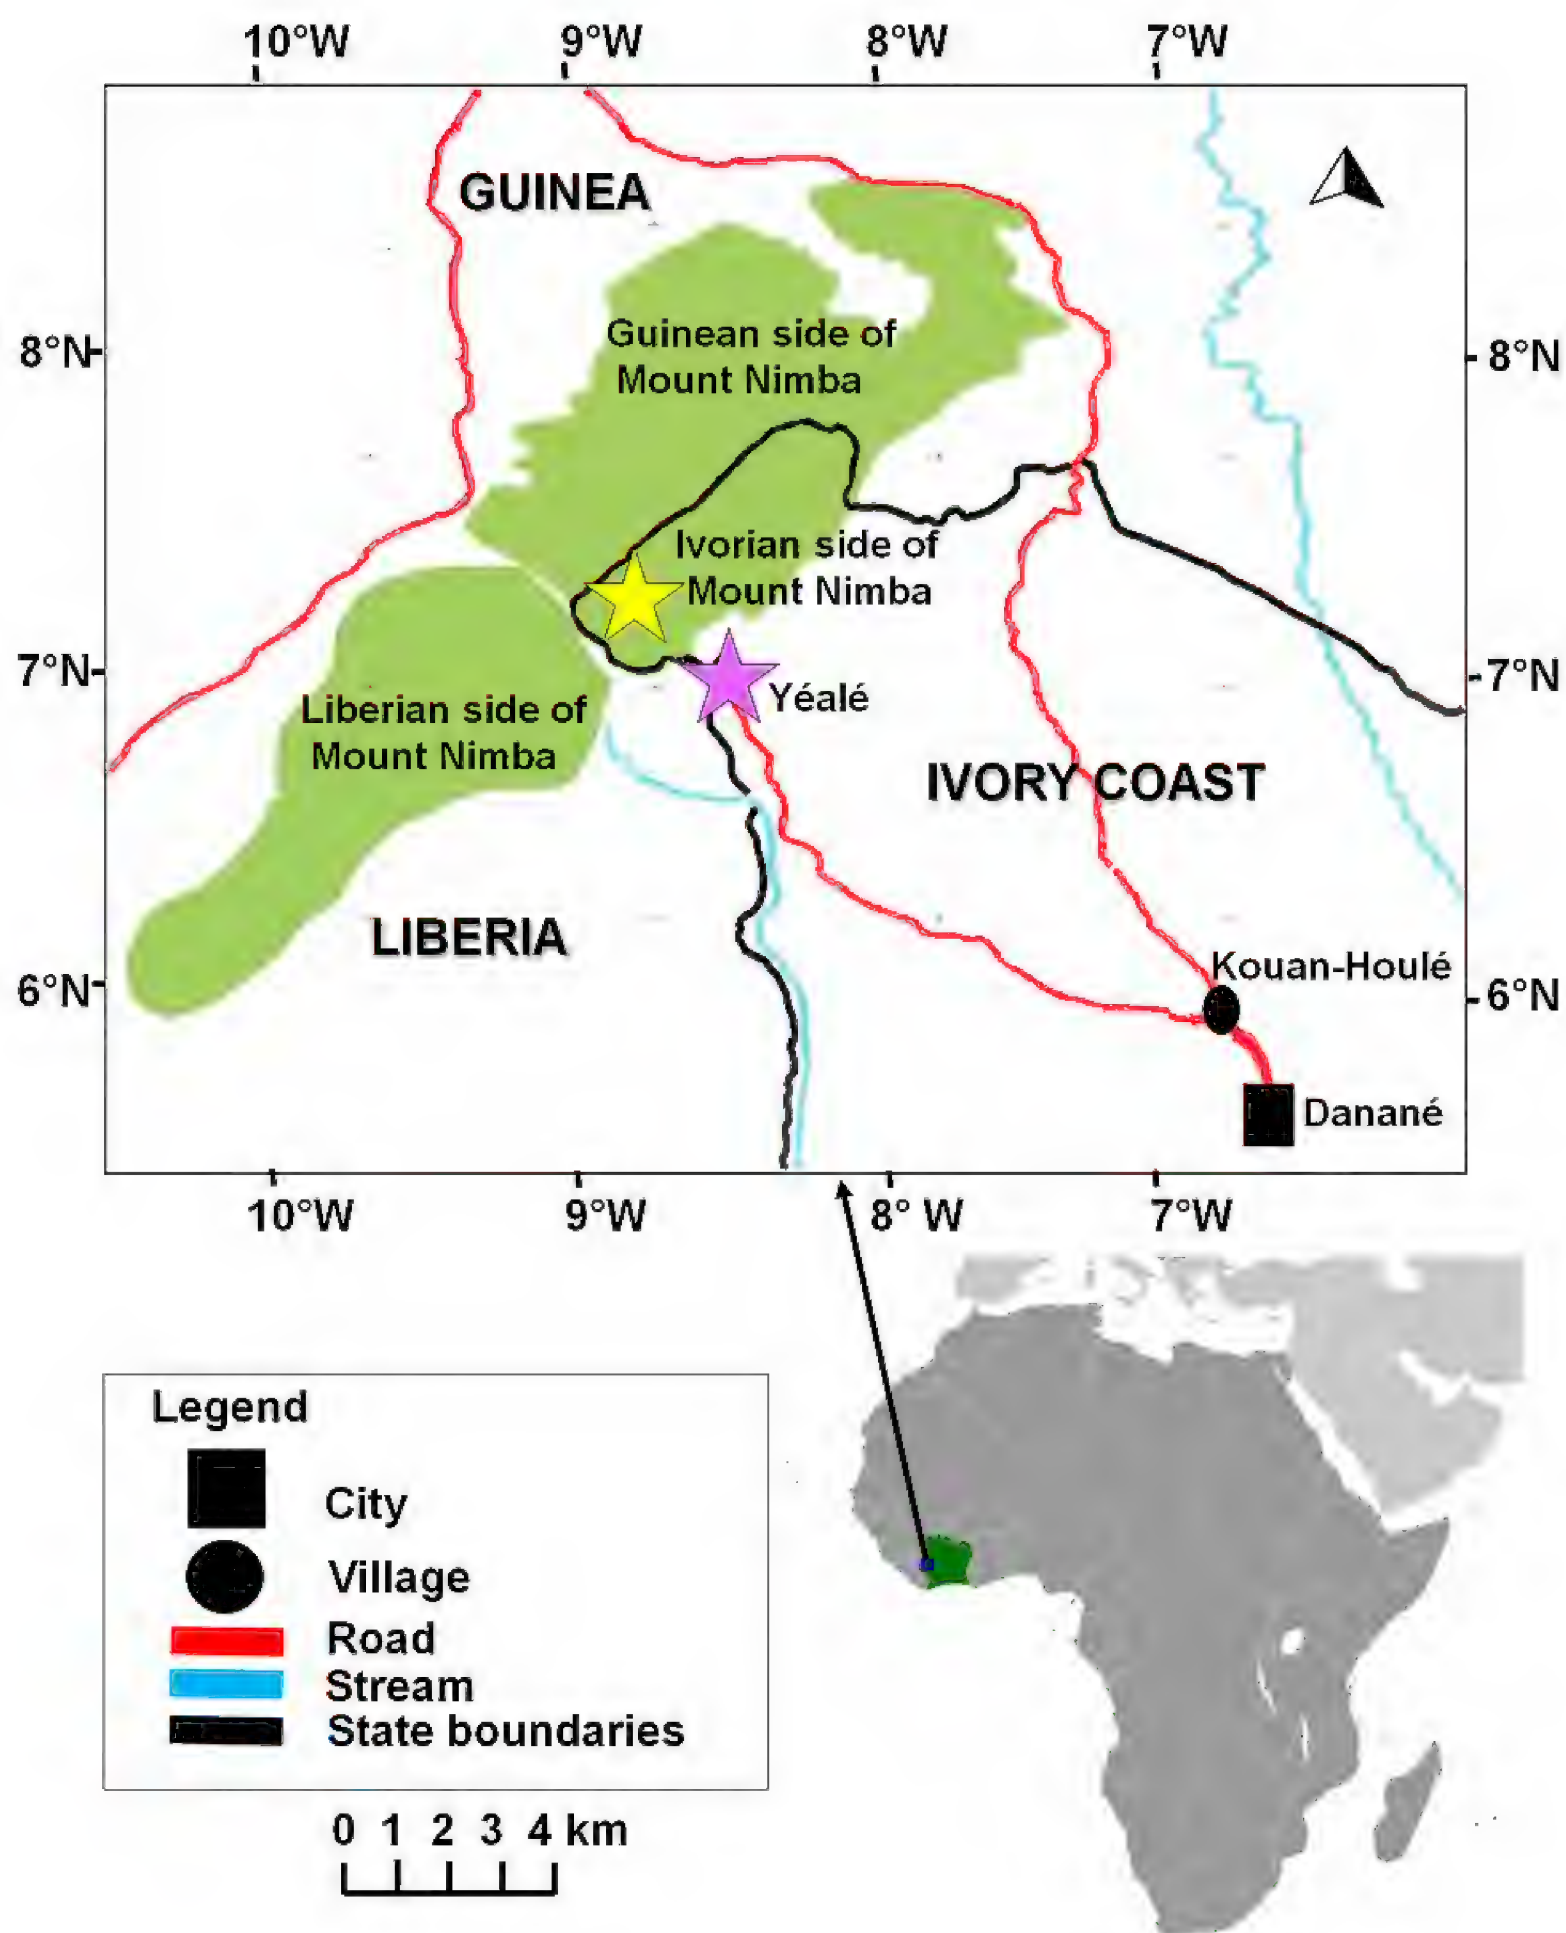 10°W 9°W 8°W 7°W
GUINEA
Guinean side of
Mount Nimba
8°N 8°N
Ivorian side of
Mount Nimba
7°N 7°N
Yéalé
Liberian side of
Mount Nimba
IVORY COAST
LIBERIA
Kouan-Houlé
6°N 6°N
Danané
10°W 9°W 8° W 7°W
Legend
City
Village
Road
Stream
State boundaries
0 1 2 3 4 km